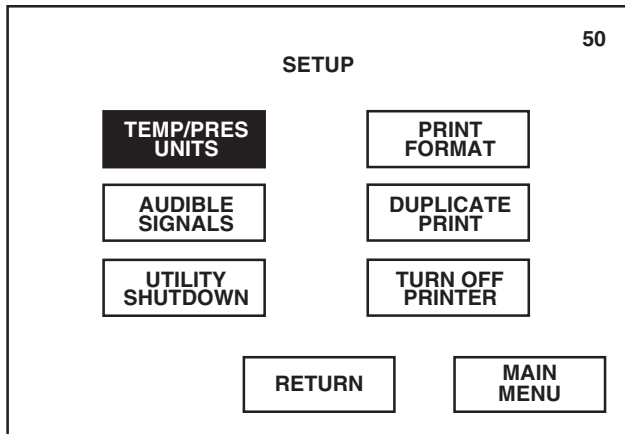 50
SETUP
TEMP/PRES
UNITS
PRINT
FORMAT
AUDIBLE
SIGNALS
DUPLICATE
PRINT
UTILITY
SHUTDOWN
TURN OFF
PRINTER
RETURN
MAIN
MENU